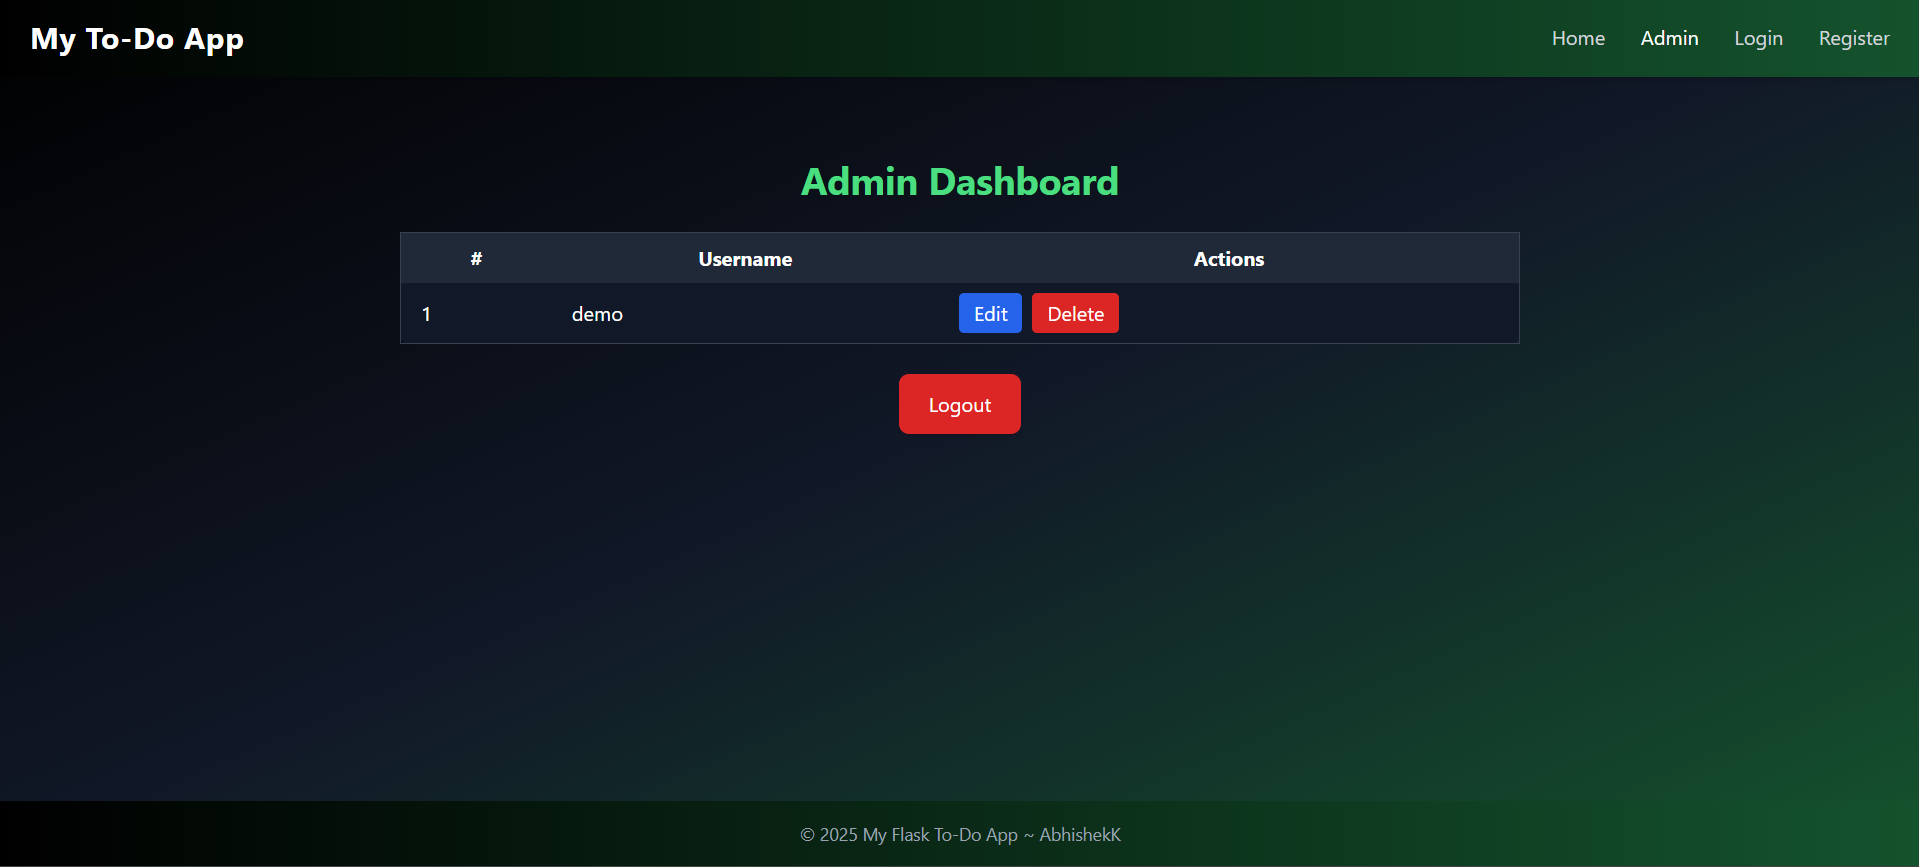 My To-Do App
Home Admin Login Register
Admin Dashboard
# Username Actions
1 demo Edit Delete
Logout
© 2025 My Flask To-Do App ~ AbhishekK